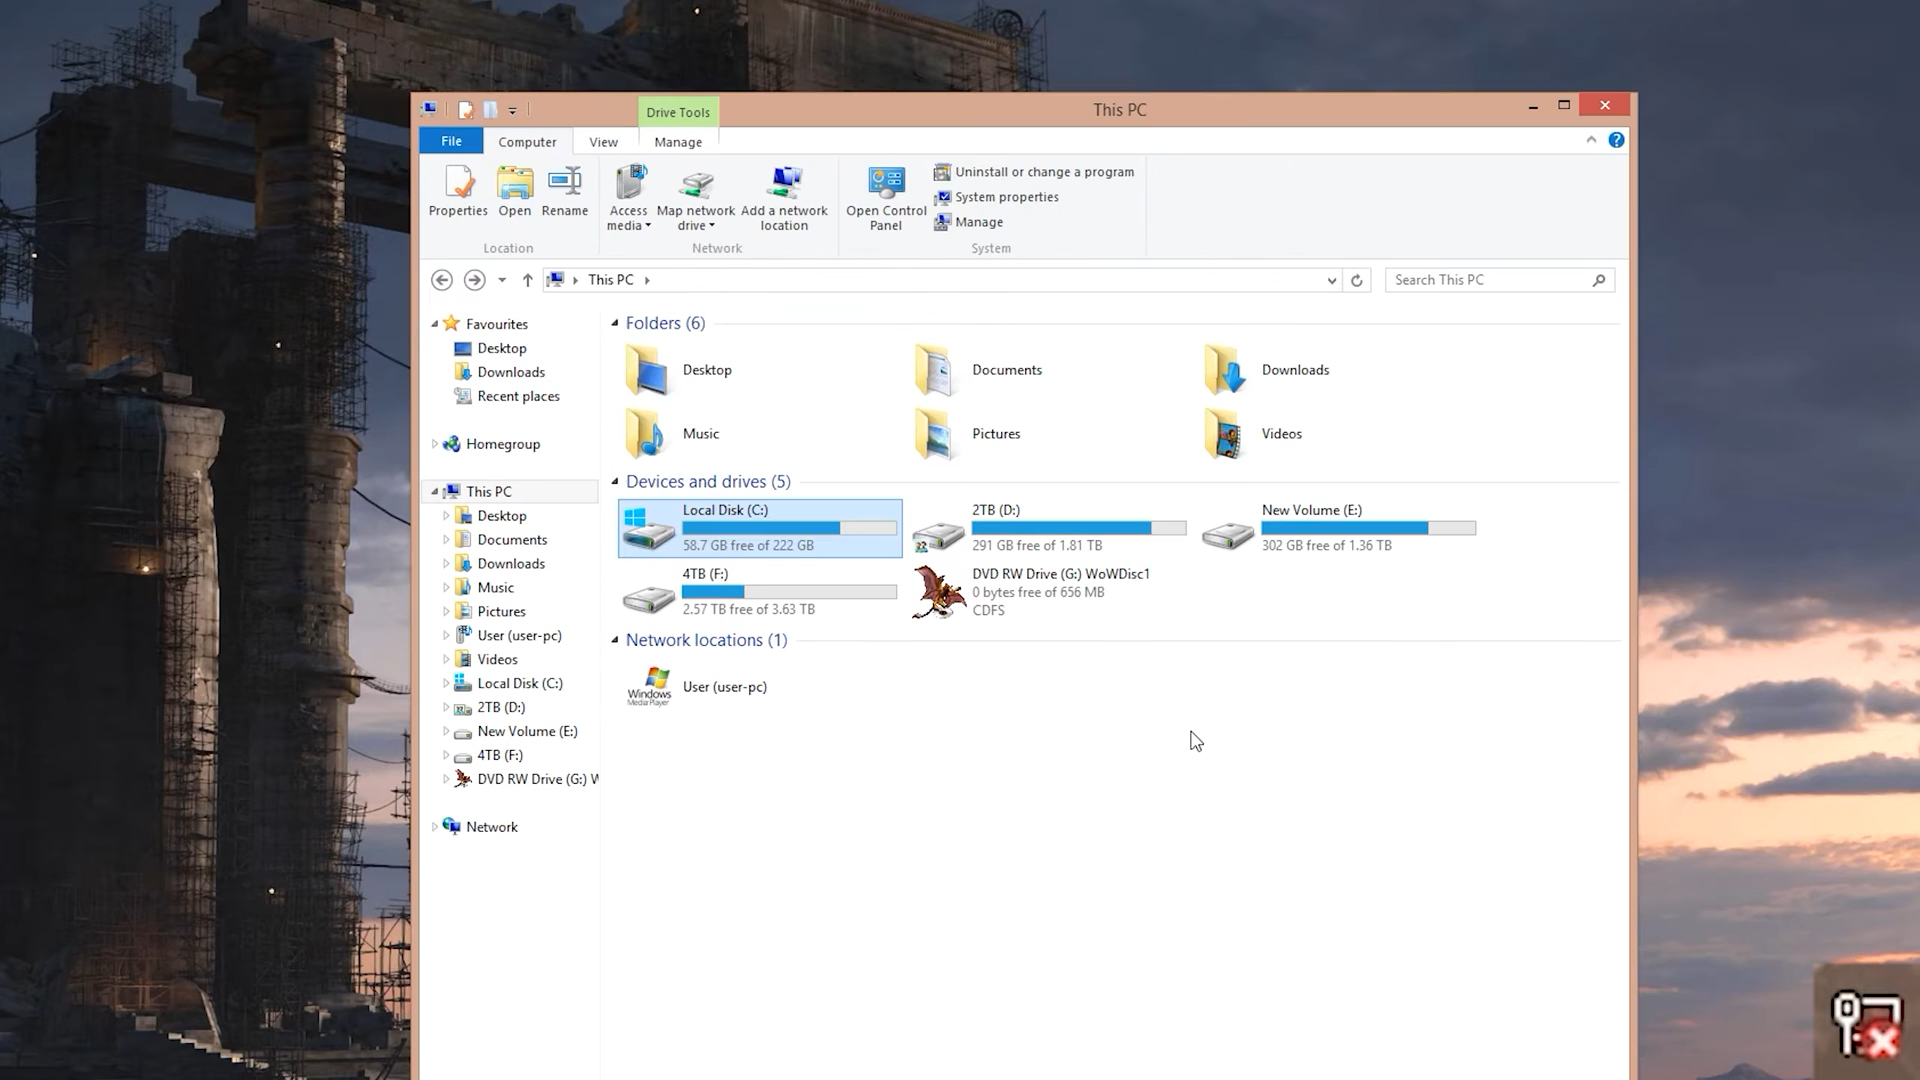 Drive Tools
This PC
File
Computer
View
Manage
Properties
Open
Rename
Access media
Map network drive
Add a network location
Open Control Panel
Uninstall or change a program
System properties
Manage
Location
Network
System
This PC
Search This PC
Favourites
Desktop
Downloads
Recent places
Homegroup
This PC
Desktop
Documents
Downloads
Music
Pictures
User (user-pc)
Videos
Local Disk (C:)
2TB (D:)
New Volume (E:)
4TB (F:)
DVD RW Drive (G:) W
Network
Folders (6)
Desktop
Documents
Downloads
Music
Pictures
Videos
Devices and drives (5)
Local Disk (C:)
58.7 GB free of 222 GB
2TB (D:)
291 GB free of 1.81 TB
New Volume (E:)
302 GB free of 1.36 TB
4TB (F:)
2.57 TB free of 3.63 TB
DVD RW Drive (G:) WoWDisc1
0 bytes free of 656 MB
CDFS
Network locations (1)
Windows
Media Player
User (user-pc)